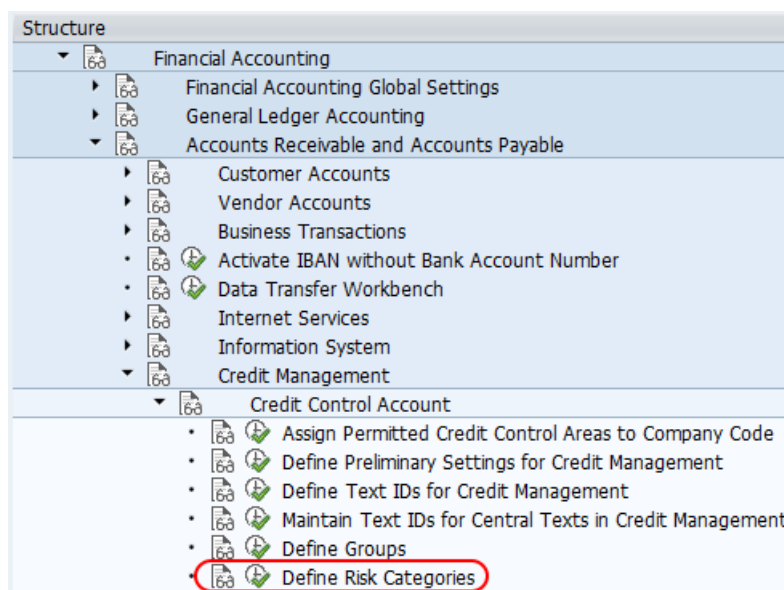 Structure
Financial Accounting
Financial Accounting Global Settings
General Ledger Accounting
Accounts Receivable and Accounts Payable
Customer Accounts
Vendor Accounts
Business Transactions
Activate IBAN without Bank Account Number
Data Transfer Workbench
Internet Services
Information System
Credit Management
Credit Control Account
Assign Permitted Credit Control Areas to Company Code
Define Preliminary Settings for Credit Management
Define Text IDs for Credit Management
Maintain Text IDs for Central Texts in Credit Management
Define Groups
Define Risk Categories